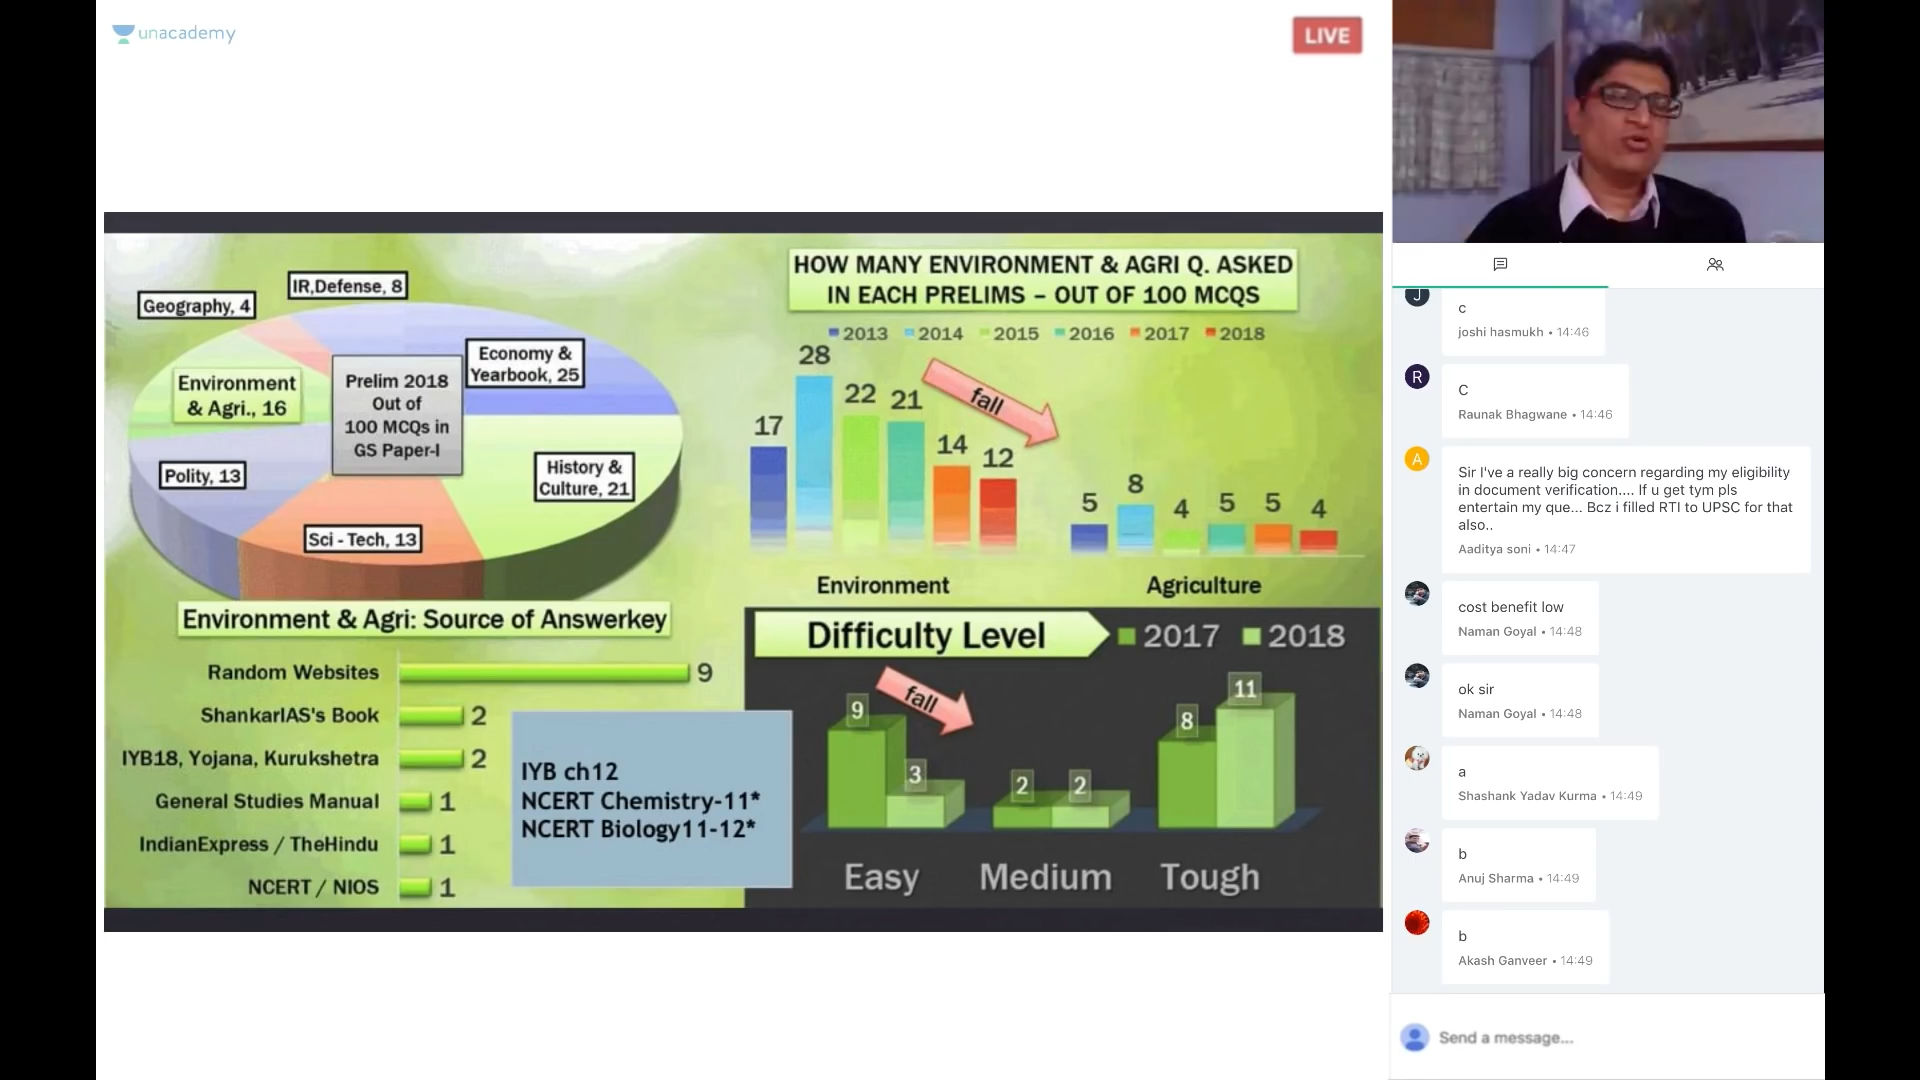 unacademy
LIVE
IR,Defense, 8
Geography, 4
Economy &
Yearbook, 25
Environment
& Agri., 16
Prelim 2018
Out of
100 MCQs in
GS Paper-I
Polity, 13
History &
Culture, 21
Sci - Tech, 13
HOW MANY ENVIRONMENT & AGRI Q. ASKED
IN EACH PRELIMS – OUT OF 100 MCQS
2013 2014 2015 2016 2017 2018
17 28 22 21 14 12
fall
5 8 4 5 5 4
Environment Agriculture
Environment & Agri: Source of Answerkey
Random Websites 9
ShankarIAS's Book 2
IYB18, Yojana, Kurukshetra 2
General Studies Manual 1
IndianExpress / TheHindu 1
NCERT / NIOS 1
IYB ch12
NCERT Chemistry-11*
NCERT Biology11-12*
Difficulty Level 2017 2018
fall
9 3 2 2 8 11
Easy Medium Tough
J
c
joshi hasmukh • 14:46
R
C
Raunak Bhagwane • 14:46
A
Sir I've a really big concern regarding my eligibility
in document verification.... If u get tym pls
entertain my que... Bcz i filled RTI to UPSC for that
also..
Aaditya soni • 14:47
cost benefit low
Naman Goyal • 14:48
ok sir
Naman Goyal • 14:48
a
Shashank Yadav Kurma • 14:49
b
Anuj Sharma • 14:49
b
Akash Ganveer • 14:49
Send a message...